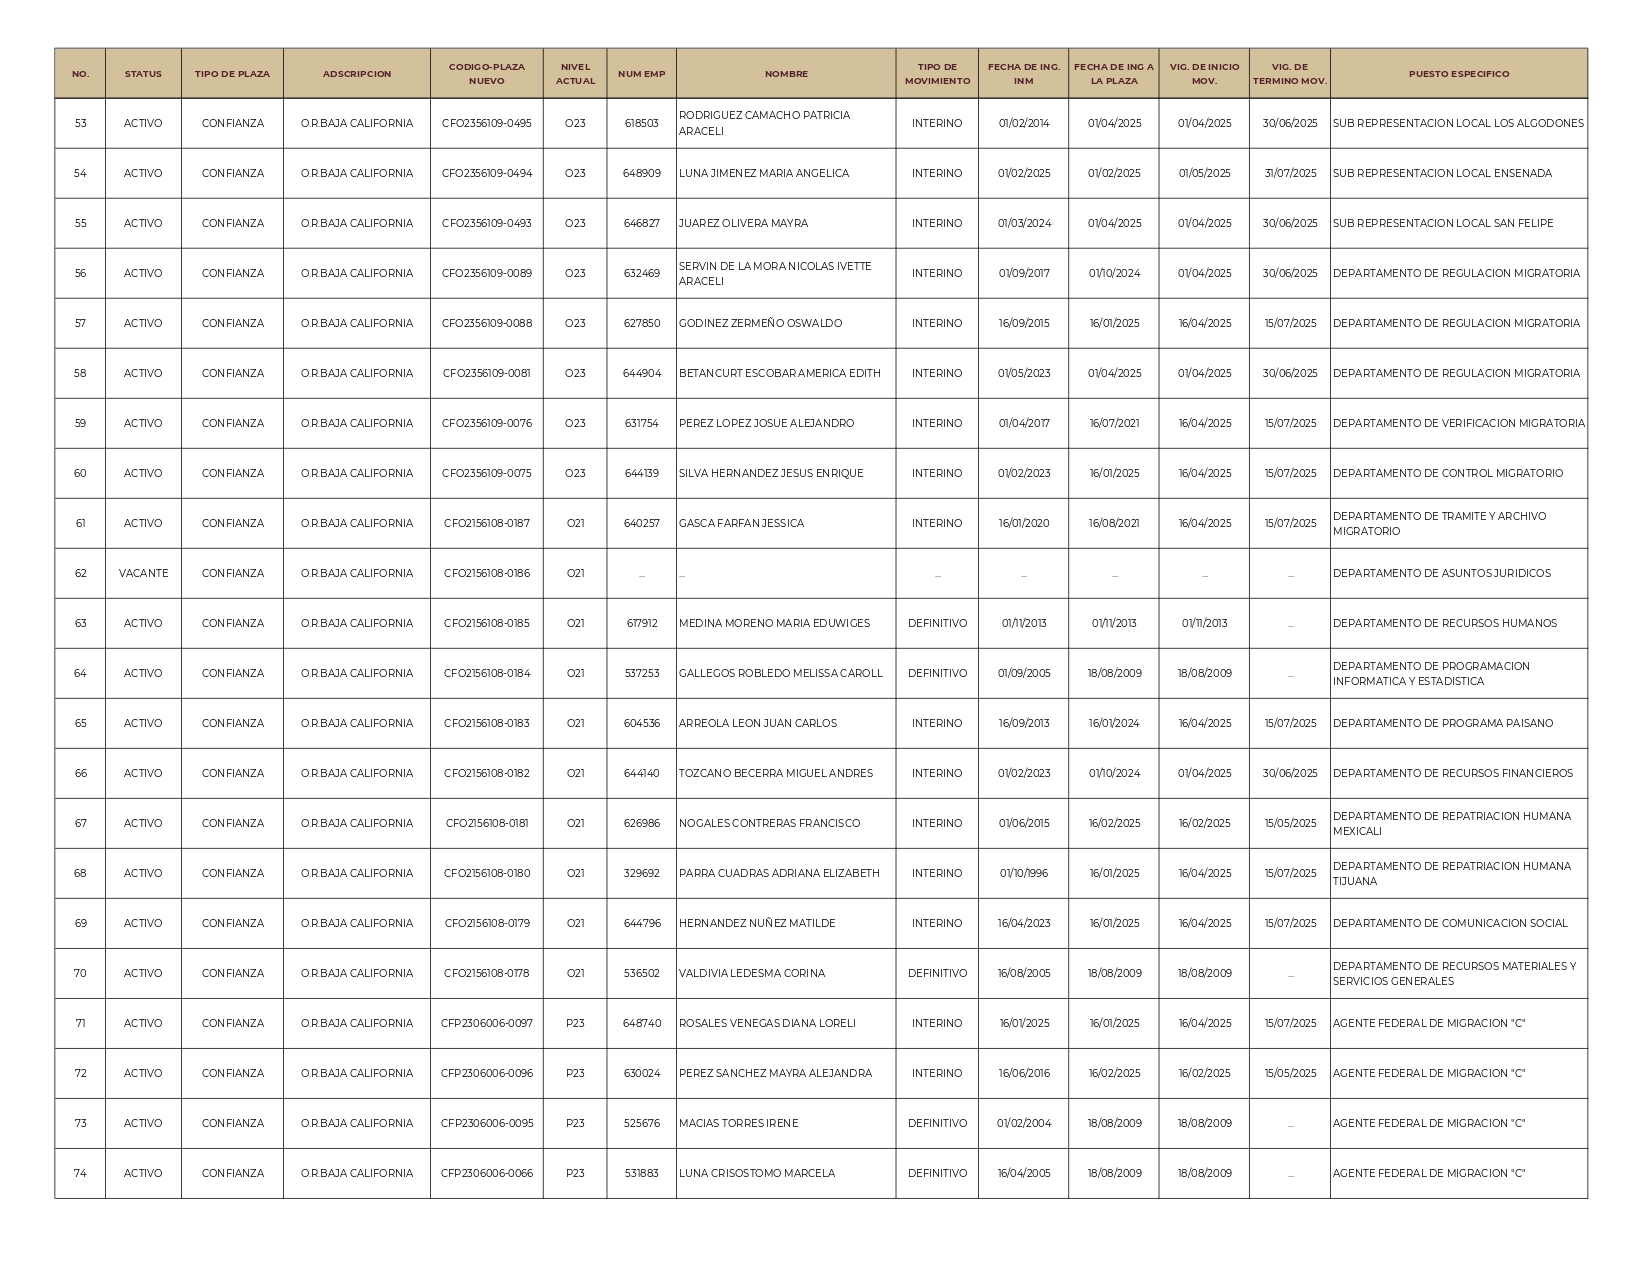 NO. STATUS TIPO DE PLAZA ADSCRIPCION CODIGO-PLAZA NUEVO NIVEL ACTUAL NUM EMP NOMBRE TIPO DE MOVIMIENTO FECHA DE ING. INM FECHA DE ING A LA PLAZA VIG. DE INICIO MOV. VIG. DE TERMINO MOV. PUESTO ESPECIFICO
53 ACTIVO CONFIANZA O.R.BAJA CALIFORNIA CFO2356109-0495 O23 618503 RODRIGUEZ CAMACHO PATRICIA ARACELI INTERINO 01/02/2014 01/04/2025 01/04/2025 30/06/2025 SUB REPRESENTACION LOCAL LOS ALGODONES
54 ACTIVO CONFIANZA O.R.BAJA CALIFORNIA CFO2356109-0494 O23 648909 LUNA JIMENEZ MARIA ANGELICA INTERINO 01/02/2025 01/02/2025 01/05/2025 31/07/2025 SUB REPRESENTACION LOCAL ENSENADA
55 ACTIVO CONFIANZA O.R.BAJA CALIFORNIA CFO2356109-0493 O23 646827 JUAREZ OLIVERA MAYRA INTERINO 01/03/2024 01/04/2025 01/04/2025 30/06/2025 SUB REPRESENTACION LOCAL SAN FELIPE
56 ACTIVO CONFIANZA O.R.BAJA CALIFORNIA CFO2356109-0089 O23 632469 SERVIN DE LA MORA NICOLAS IVETTE ARACELI INTERINO 01/09/2017 01/10/2024 01/04/2025 30/06/2025 DEPARTAMENTO DE REGULACION MIGRATORIA
57 ACTIVO CONFIANZA O.R.BAJA CALIFORNIA CFO2356109-0088 O23 627850 GODINEZ ZERMEÑO OSWALDO INTERINO 16/09/2015 16/01/2025 16/04/2025 15/07/2025 DEPARTAMENTO DE REGULACION MIGRATORIA
58 ACTIVO CONFIANZA O.R.BAJA CALIFORNIA CFO2356109-0081 O23 644904 BETANCURT ESCOBAR AMERICA EDITH INTERINO 01/05/2023 01/04/2025 01/04/2025 30/06/2025 DEPARTAMENTO DE REGULACION MIGRATORIA
59 ACTIVO CONFIANZA O.R.BAJA CALIFORNIA CFO2356109-0076 O23 631754 PEREZ LOPEZ JOSUE ALEJANDRO INTERINO 01/04/2017 16/07/2021 16/04/2025 15/07/2025 DEPARTAMENTO DE VERIFICACION MIGRATORIA
60 ACTIVO CONFIANZA O.R.BAJA CALIFORNIA CFO2356109-0075 O23 644139 SILVA HERNANDEZ JESUS ENRIQUE INTERINO 01/02/2023 16/01/2025 16/04/2025 15/07/2025 DEPARTAMENTO DE CONTROL MIGRATORIO
61 ACTIVO CONFIANZA O.R.BAJA CALIFORNIA CFO2156108-0187 O21 640257 GASCA FARFAN JESSICA INTERINO 16/01/2020 16/08/2021 16/04/2025 15/07/2025 DEPARTAMENTO DE TRAMITE Y ARCHIVO MIGRATORIO
62 VACANTE CONFIANZA O.R.BAJA CALIFORNIA CFO2156108-0186 O21 ... ... ... ... ... ... ... DEPARTAMENTO DE ASUNTOS JURIDICOS
63 ACTIVO CONFIANZA O.R.BAJA CALIFORNIA CFO2156108-0185 O21 617912 MEDINA MORENO MARIA EDUWIGES DEFINITIVO 01/11/2013 01/11/2013 01/11/2013 ... DEPARTAMENTO DE RECURSOS HUMANOS
64 ACTIVO CONFIANZA O.R.BAJA CALIFORNIA CFO2156108-0184 O21 537253 GALLEGOS ROBLEDO MELISSA CAROLL DEFINITIVO 01/09/2005 18/08/2009 18/08/2009 ... DEPARTAMENTO DE PROGRAMACION INFORMATICA Y ESTADISTICA
65 ACTIVO CONFIANZA O.R.BAJA CALIFORNIA CFO2156108-0183 O21 604536 ARREOLA LEON JUAN CARLOS INTERINO 16/09/2013 16/01/2024 16/04/2025 15/07/2025 DEPARTAMENTO DE PROGRAMA PAISANO
66 ACTIVO CONFIANZA O.R.BAJA CALIFORNIA CFO2156108-0182 O21 644140 TOZCANO BECERRA MIGUEL ANDRES INTERINO 01/02/2023 01/10/2024 01/04/2025 30/06/2025 DEPARTAMENTO DE RECURSOS FINANCIEROS
67 ACTIVO CONFIANZA O.R.BAJA CALIFORNIA CFO2156108-0181 O21 626986 NOGALES CONTRERAS FRANCISCO INTERINO 01/06/2015 16/02/2025 16/02/2025 15/05/2025 DEPARTAMENTO DE REPATRIACION HUMANA MEXICALI
68 ACTIVO CONFIANZA O.R.BAJA CALIFORNIA CFO2156108-0180 O21 329692 PARRA CUADRAS ADRIANA ELIZABETH INTERINO 01/10/1996 16/01/2025 16/04/2025 15/07/2025 DEPARTAMENTO DE REPATRIACION HUMANA TIJUANA
69 ACTIVO CONFIANZA O.R.BAJA CALIFORNIA CFO2156108-0179 O21 644796 HERNANDEZ NUÑEZ MATILDE INTERINO 16/04/2023 16/01/2025 16/04/2025 15/07/2025 DEPARTAMENTO DE COMUNICACION SOCIAL
70 ACTIVO CONFIANZA O.R.BAJA CALIFORNIA CFO2156108-0178 O21 536502 VALDIVIA LEDESMA CORINA DEFINITIVO 16/08/2005 18/08/2009 18/08/2009 ... DEPARTAMENTO DE RECURSOS MATERIALES Y SERVICIOS GENERALES
71 ACTIVO CONFIANZA O.R.BAJA CALIFORNIA CFP2306006-0097 P23 648740 ROSALES VENEGAS DIANA LORELI INTERINO 16/01/2025 16/01/2025 16/04/2025 15/07/2025 AGENTE FEDERAL DE MIGRACION "C"
72 ACTIVO CONFIANZA O.R.BAJA CALIFORNIA CFP2306006-0096 P23 630024 PEREZ SANCHEZ MAYRA ALEJANDRA INTERINO 16/06/2016 16/02/2025 16/02/2025 15/05/2025 AGENTE FEDERAL DE MIGRACION "C"
73 ACTIVO CONFIANZA O.R.BAJA CALIFORNIA CFP2306006-0095 P23 525676 MACIAS TORRES IRENE DEFINITIVO 01/02/2004 18/08/2009 18/08/2009 ... AGENTE FEDERAL DE MIGRACION "C"
74 ACTIVO CONFIANZA O.R.BAJA CALIFORNIA CFP2306006-0066 P23 531883 LUNA CRISOSTOMO MARCELA DEFINITIVO 16/04/2005 18/08/2009 18/08/2009 ... AGENTE FEDERAL DE MIGRACION "C"